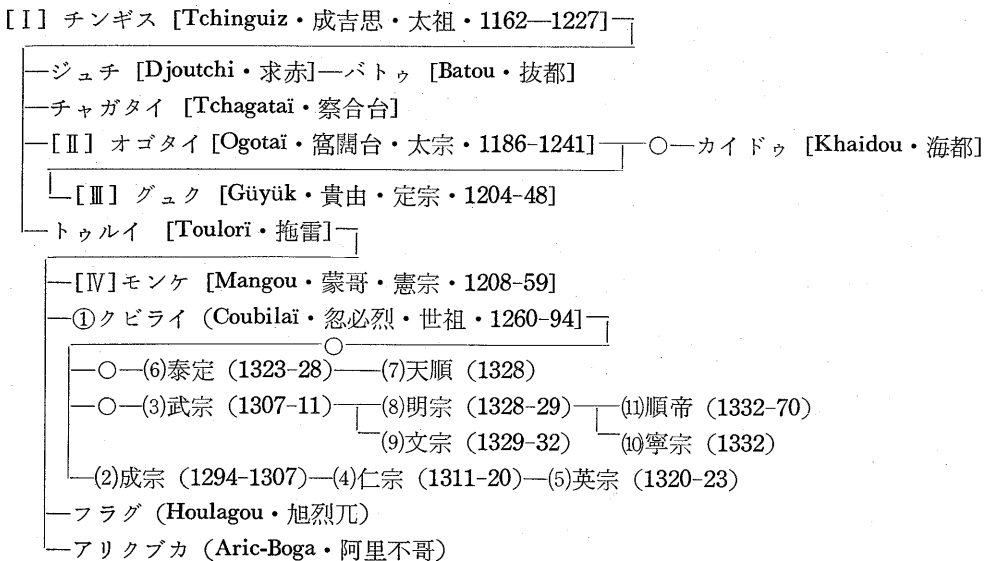 [Ⅰ] チンギス [Tchinguiz・成吉思・太祖・1162—1227]
ジュチ [Djoutchi・求赤]—バトゥ [Batou・抜都]
チャガタイ [Tchagataï・察合台]
[Ⅱ] オゴタイ [Ogotaï・窩闊台・太宗・1186-1241]—○—カイドゥ [Khaidou・海都]
[Ⅲ] グュク [Güyük・貴由・定宗・1204-48]
トゥルイ [Toulorï・拖雷]
[Ⅳ]モンケ [Mangou・蒙哥・憲宗・1208-59]
①クビライ (Coubilaï・忽必烈・世祖・1260-94]
○
○—(6)泰定 (1323-28)—(7)天順 (1328)
○—(3)武宗 (1307-11)—(8)明宗 (1328-29)—(11)順帝 (1332-70)
(9)文宗 (1329-32) (10)寧宗 (1332)
(2)成宗 (1294-1307)—(4)仁宗 (1311-20)—(5)英宗 (1320-23)
フラグ (Houlagou・旭烈兀)
アリクブカ (Aric-Boga・阿里不哥)